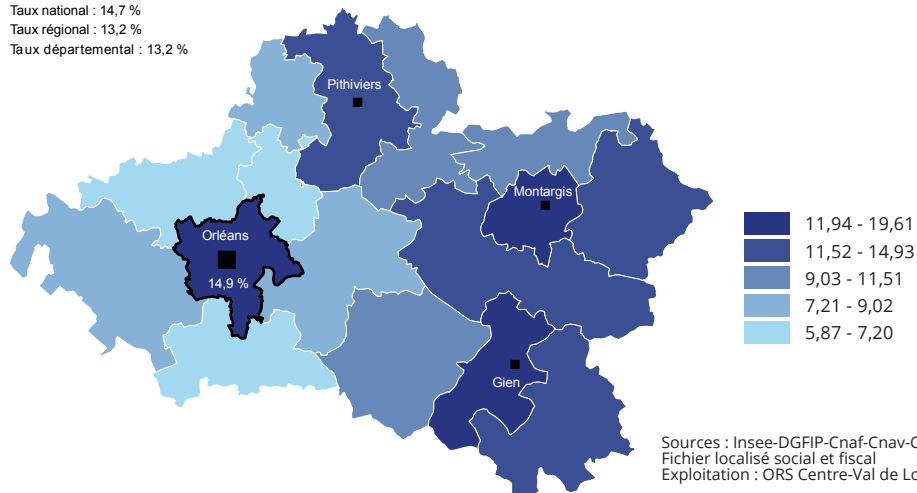 Taux national : 14,7 %
Taux régional : 13,2 %
Taux départemental : 13,2 %
Pithiviers
Montargis
Orléans
14,9 %
Gien
11,94 - 19,61
11,52 - 14,93
9,03 - 11,51
7,21 - 9,02
5,87 - 7,20
Sources : Insee-DGFIP-Cnaf-Cnav-C
Fichier localisé social et fiscal
Exploitation : ORS Centre-Val de Lo